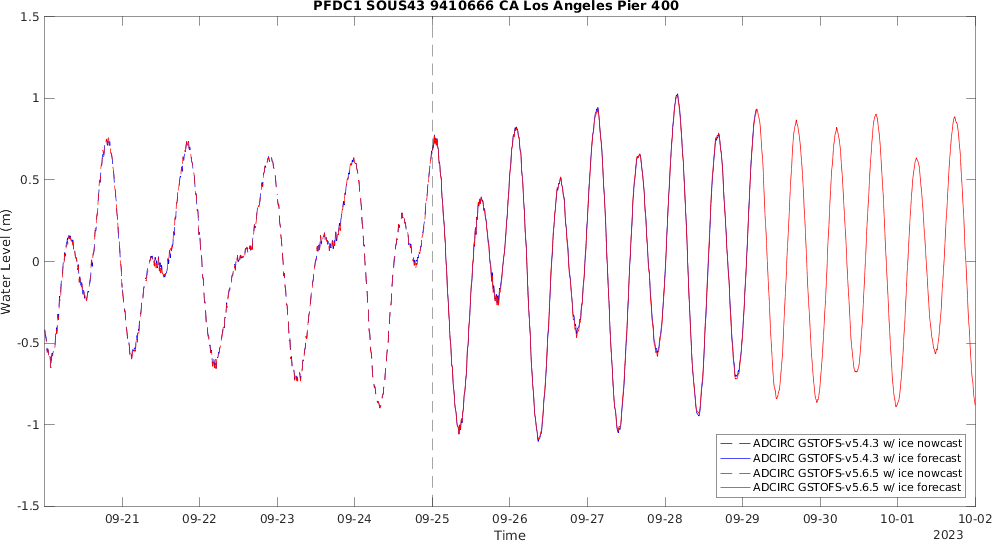 PFDC1 SOUS43 9410666 CA Los Angeles Pier 400
1.5
1
0.5
0
-0.5
-1
-1.5
Water Level (m)
09-21
09-22
09-23
09-24
09-25
09-26
09-27
09-28
09-29
09-30
10-01
10-02
Time
2023
ADCIRC GSTOFS-v5.4.3 w/ ice nowcast
ADCIRC GSTOFS-v5.4.3 w/ ice forecast
ADCIRC GSTOFS-v5.6.5 w/ ice nowcast
ADCIRC GSTOFS-v5.6.5 w/ ice forecast